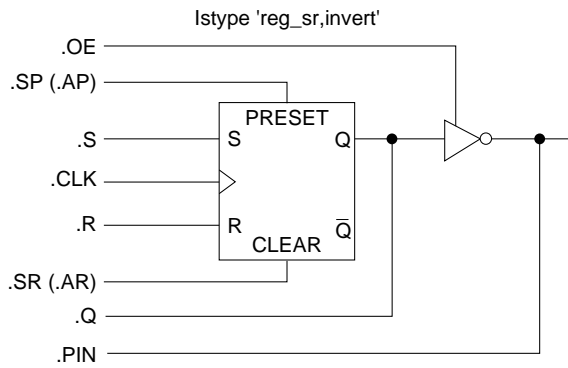 Istype 'reg_sr,invert'
.OE
.SP (.AP)
PRESET
.S
S
Q
.CLK
.R
R
Q̅
CLEAR
.SR (.AR)
.Q
.PIN